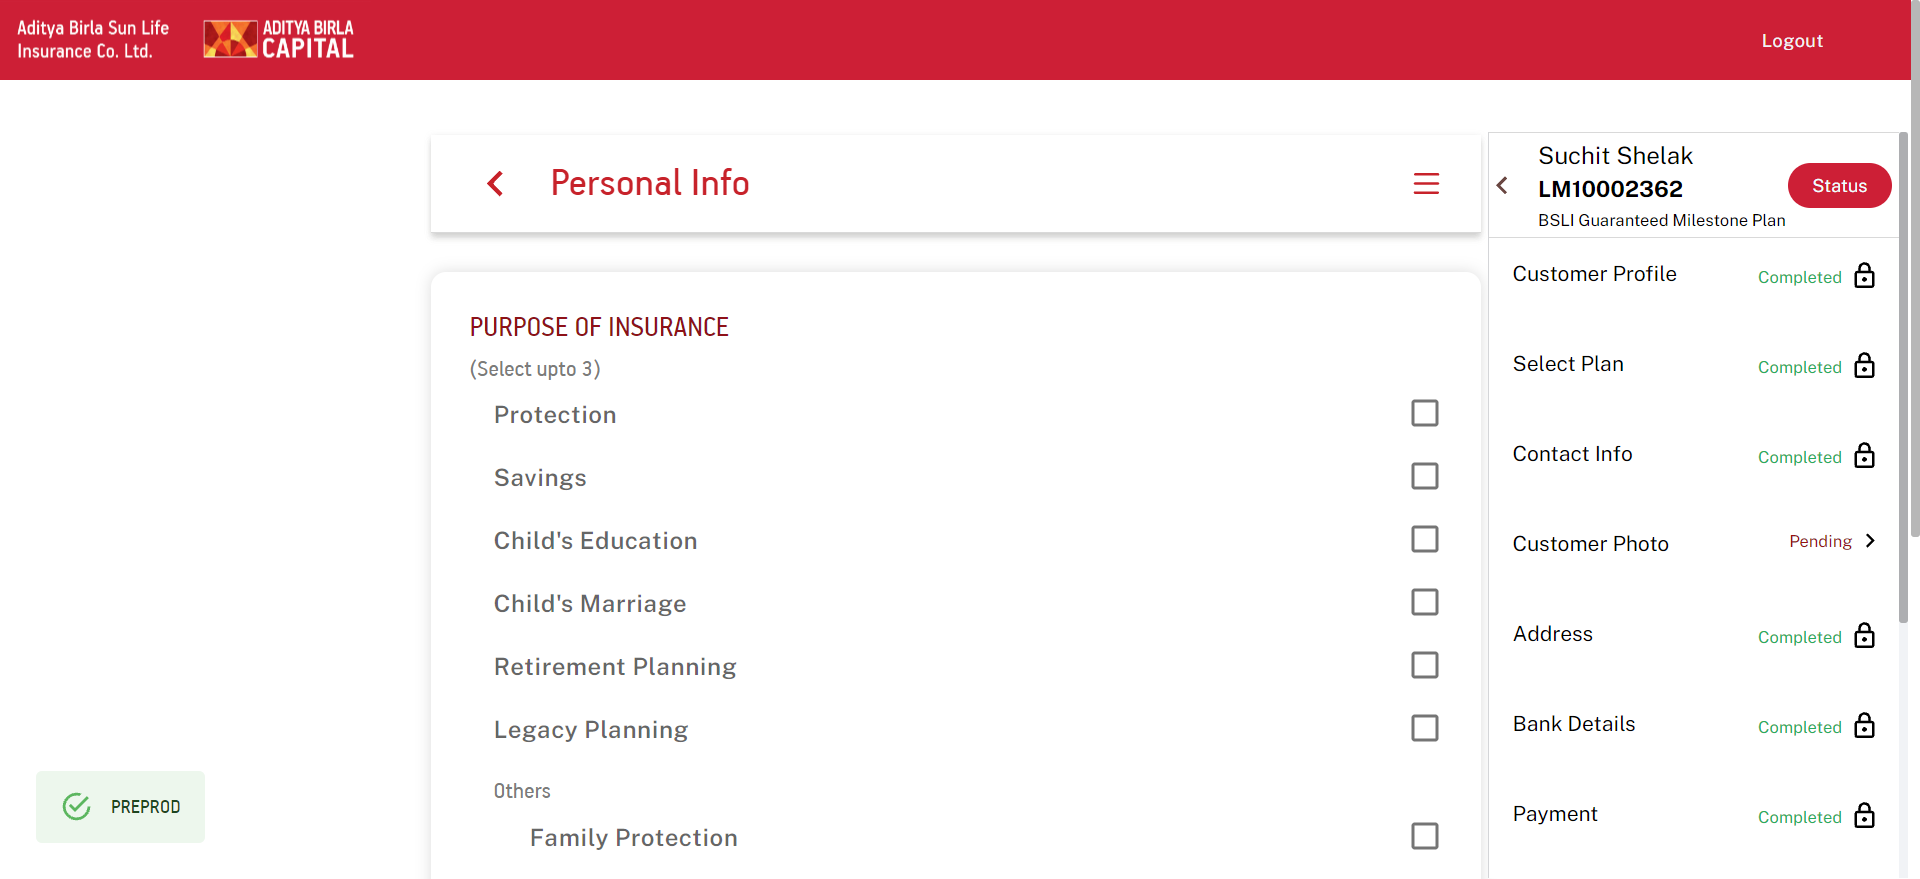 Aditya Birla Sun Life
Insurance Co. Ltd.
ADITYA BIRLA
CAPITAL
Logout
Personal Info
PURPOSE OF INSURANCE
(Select upto 3)
Protection
Savings
Child's Education
Child's Marriage
Retirement Planning
Legacy Planning
Others
Family Protection
PREPROD
Suchit Shelak
LM10002362
BSLI Guaranteed Milestone Plan
Status
Customer Profile Completed
Select Plan Completed
Contact Info Completed
Customer Photo Pending
Address Completed
Bank Details Completed
Payment Completed